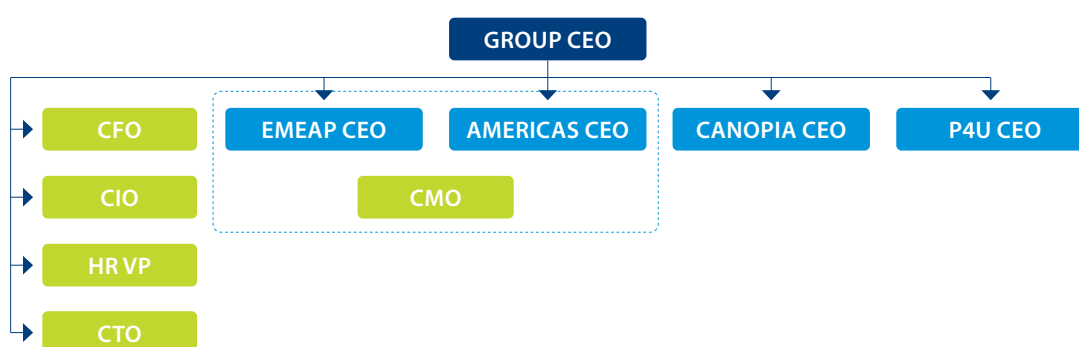 GROUP CEO
CFO
EMEAP CEO
AMERICAS CEO
CANOPIA CEO
P4U CEO
CIO
CMO
HR VP
CTO